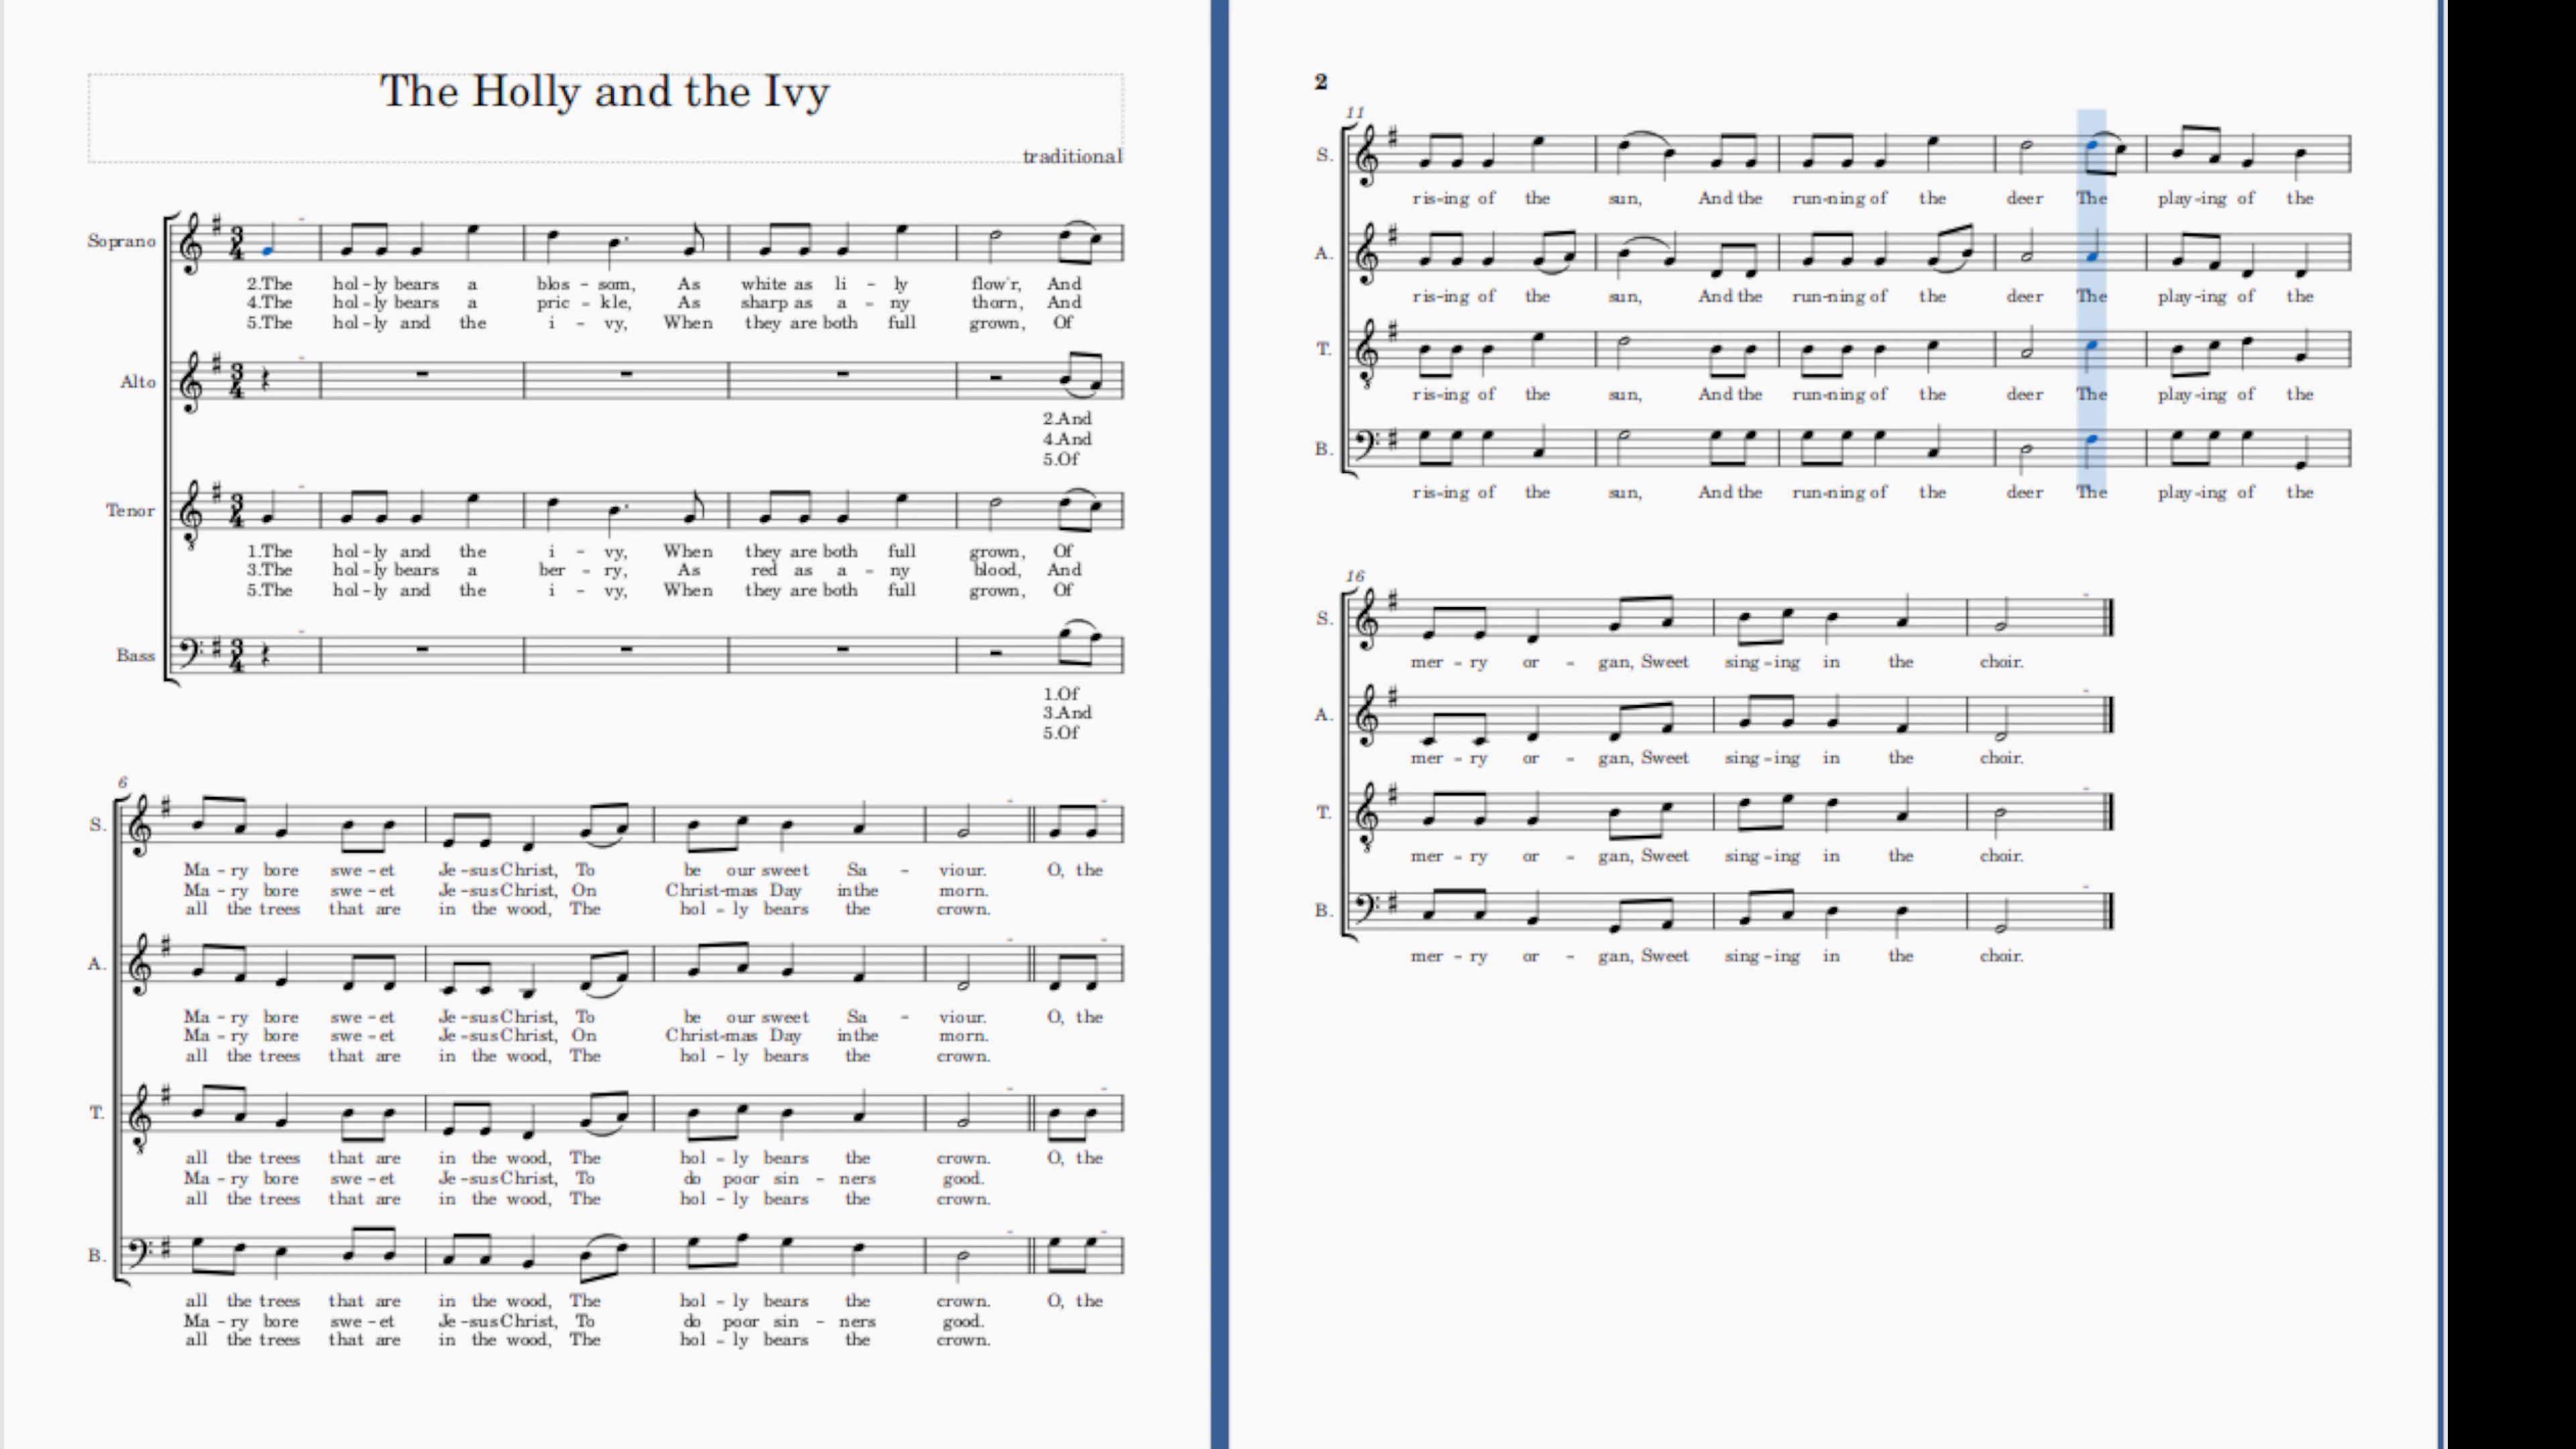 The Holly and the Ivy
traditional
Soprano
2.The hol-ly bears a blos-som, As white as li-ly flow'r, And
4.The hol-ly bears a pric-kle, As sharp as a-ny thorn, And
5.The hol-ly and the i-vy, When they are both full grown, Of
Alto
2.And
4.And
5.Of
Tenor
1.The hol-ly and the i-vy, When they are both full grown, Of
3.The hol-ly bears a ber-ry, As red as a-ny blood, And
5.The hol-ly and the i-vy, When they are both full grown, Of
Bass
1.Of
3.And
5.Of
6
S.
Ma-ry bore swe-et Je-sus Christ, To be our sweet Sa-viour. O, the
Ma-ry bore swe-et Je-sus Christ, On Christ-mas Day in the morn.
all the trees that are in the wood, The hol-ly bears the crown.
A.
Ma-ry bore swe-et Je-sus Christ, To be our sweet Sa-viour. O, the
Ma-ry bore swe-et Je-sus Christ, On Christ-mas Day in the morn.
all the trees that are in the wood, The hol-ly bears the crown.
T.
all the trees that are in the wood, The hol-ly bears the crown. O, the
Ma-ry bore swe-et Je-sus Christ, To do poor sin-ners good.
all the trees that are in the wood, The hol-ly bears the crown.
B.
all the trees that are in the wood, The hol-ly bears the crown. O, the
Ma-ry bore swe-et Je-sus Christ, To do poor sin-ners good.
all the trees that are in the wood, The hol-ly bears the crown.
2
11
S.
ris-ing of the sun, And the run-ning of the deer The play-ing of the
A.
ris-ing of the sun, And the run-ning of the deer The play-ing of the
T.
ris-ing of the sun, And the run-ning of the deer The play-ing of the
B.
ris-ing of the sun, And the run-ning of the deer The play-ing of the
16
S.
mer-ry or-gan, Sweet sing-ing in the choir.
A.
mer-ry or-gan, Sweet sing-ing in the choir.
T.
mer-ry or-gan, Sweet sing-ing in the choir.
B.
mer-ry or-gan, Sweet sing-ing in the choir.